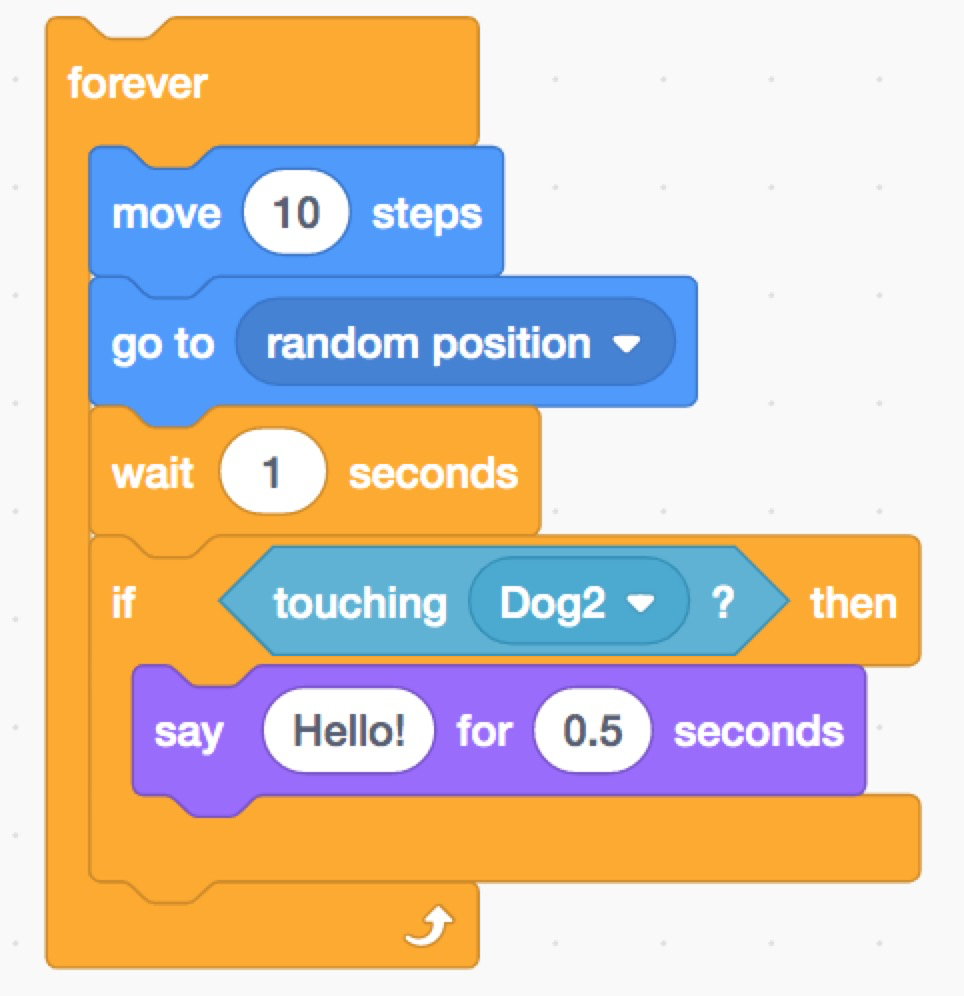 forever
move 10 steps
go to random position
wait 1 seconds
if touching Dog2 ? then
say Hello! for 0.5 seconds